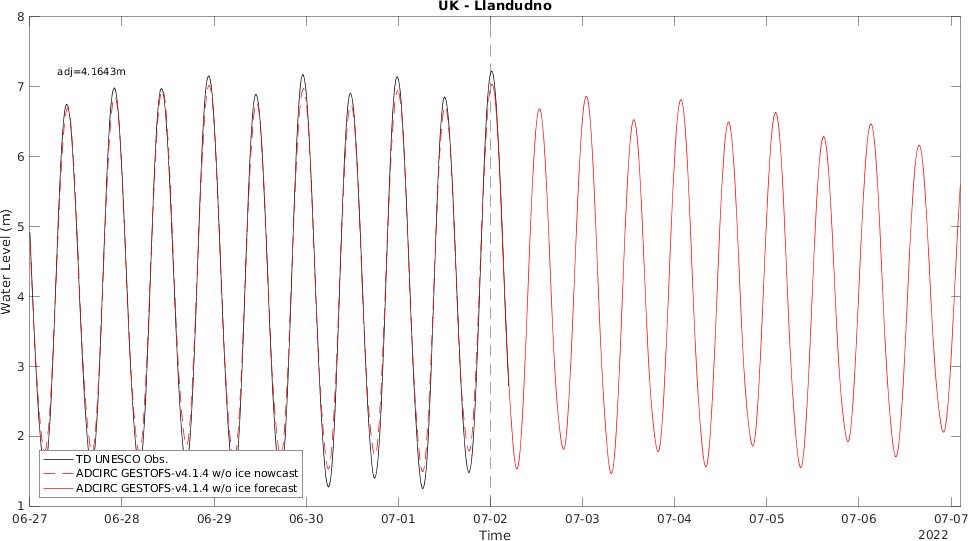 UK - Llandudno
adj=4.1643m
8
7
6
5
4
3
2
1
Water Level (m)
TD UNESCO Obs.
ADCIRC GESTOFS-v4.1.4 w/o ice nowcast
ADCIRC GESTOFS-v4.1.4 w/o ice forecast
06-27 06-28 06-29 06-30 07-01 07-02 07-03 07-04 07-05 07-06 07-07
Time
2022